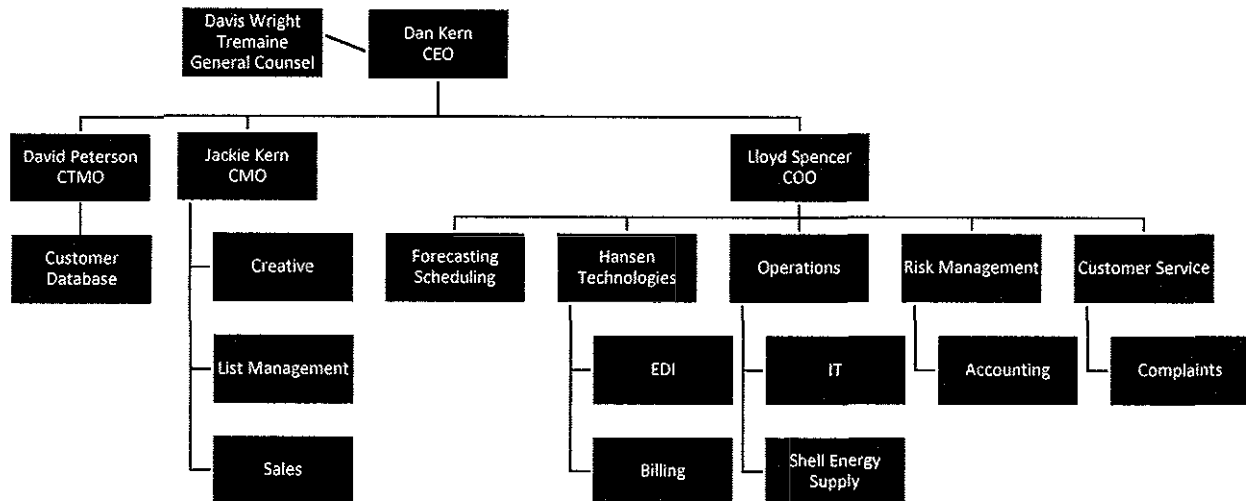 Davis Wright
Tremaine
General Counsel
Dan Kern
CEO
David Peterson
CTMO
Jackie Kern
CMO
Lloyd Spencer
COO
Customer
Database
Creative
List Management
Sales
Forecasting
Scheduling
Hansen
Technologies
Operations
Risk Management
Customer Service
EDI
IT
Accounting
Complaints
Billing
Shell Energy
Supply